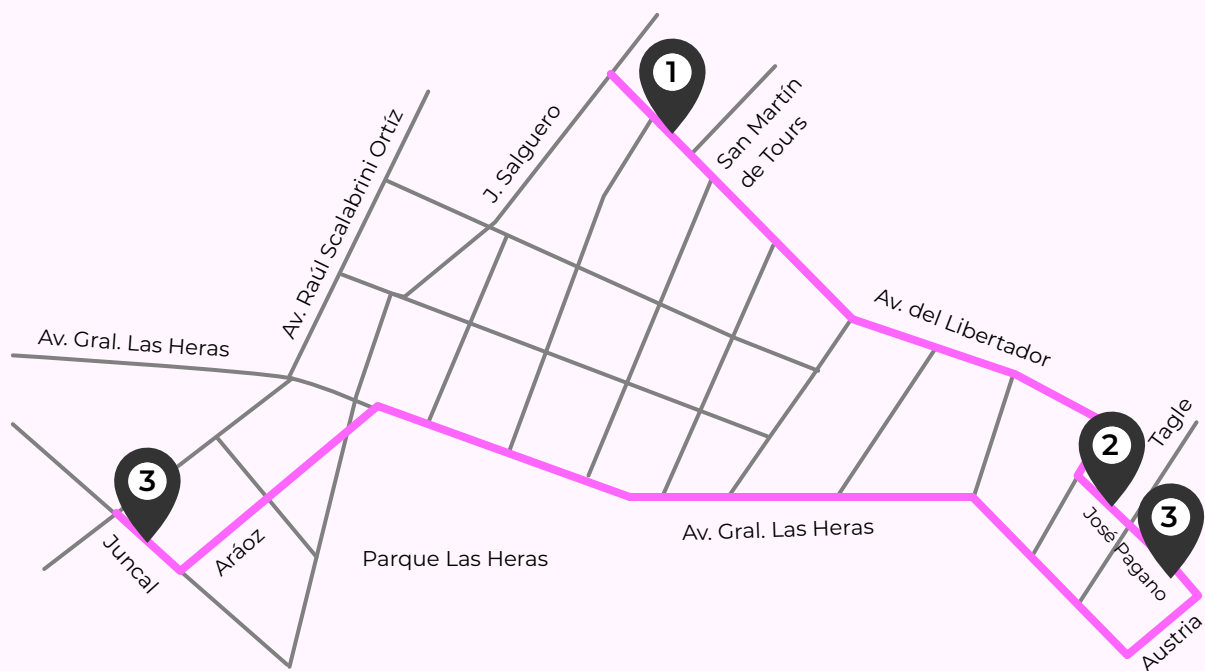 1
San Martín
de Tours
J. Salguero
Av. Raúl Scalabrini Ortíz
Av. Gral. Las Heras
Av. del Libertador
Tagle
2
3
José Pagano
Austria
3
Juncal
Aráoz
Parque Las Heras
Av. Gral. Las Heras